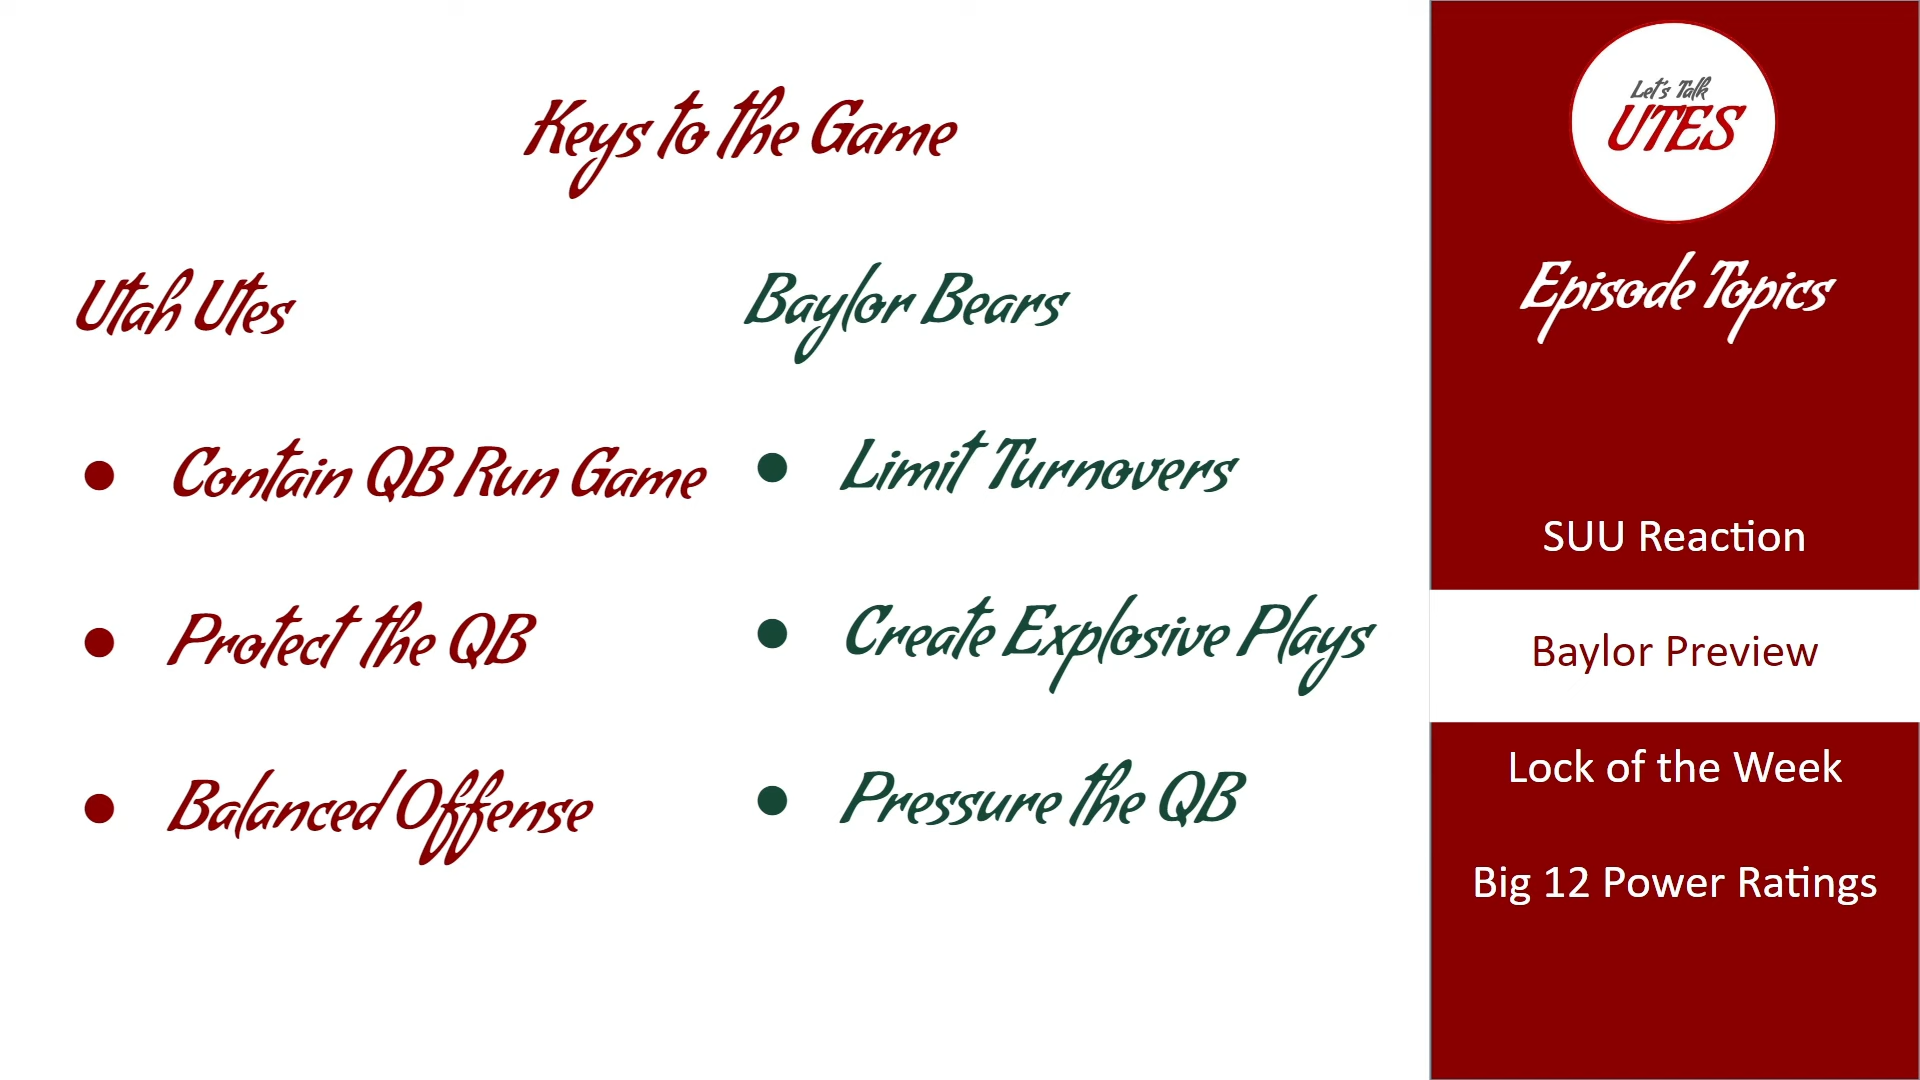 Keys to the Game
Utah Utes
Contain QB Run Game
Protect the QB
Balanced Offense
Baylor Bears
Limit Turnovers
Create Explosive Plays
Pressure the QB
Let's Talk
UTES
Episode Topics
SUU Reaction
Baylor Preview
Lock of the Week
Big 12 Power Ratings